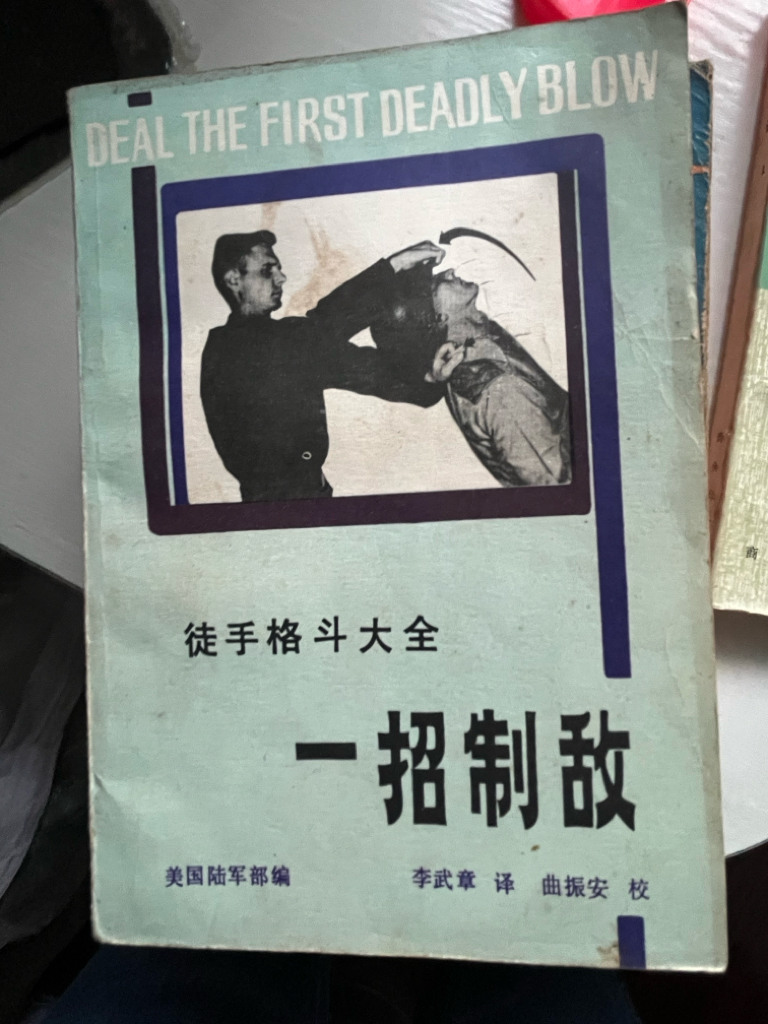 DEAL THE FIRST DEADLY BLOW
徒手格斗大全
一招制敌
美国陆军部编 李武章 译 曲振安 校
商